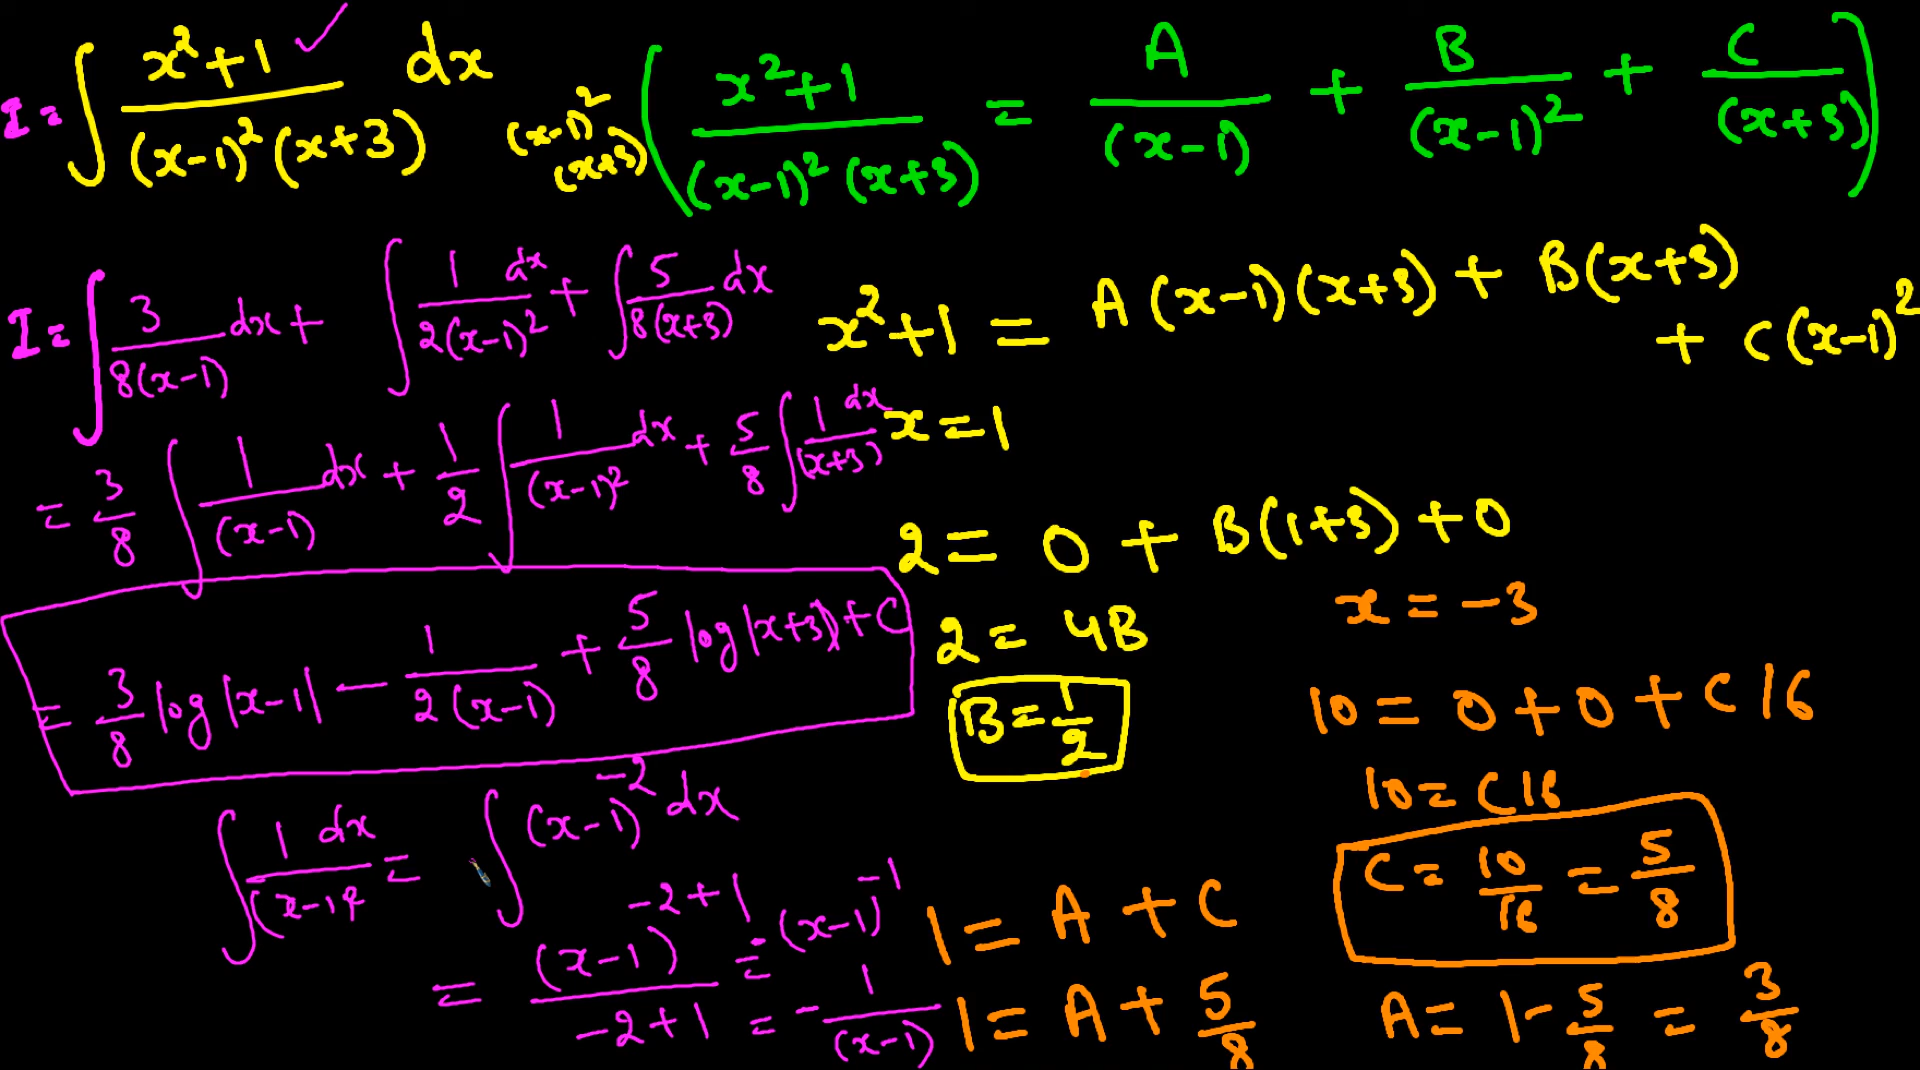 I = ∫ x²+1 / (x-1)²(x+3) dx
(x-1)² (x+3)
( x²+1 / (x-1)²(x+3) = A / (x-1) + B / (x-1)² + C / (x+3) )
I = ∫ 3 / 8(x-1) dx + ∫ 1 / 2(x-1)² dx + ∫ 5 / 8(x+3) dx
= 3/8 ∫ 1 / (x-1) dx + 1/2 ∫ 1 / (x-1)² dx + 5/8 ∫ 1 / (x+3) dx
= 3/8 log|x-1| - 1 / 2(x-1) + 5/8 log|x+3| + C
∫ 1 dx / (x-1)² = ∫ (x-1)⁻² dx
= (x-1)⁻²⁺¹ / -2+1 = (x-1)⁻¹
= - 1 / (x-1)
x²+1 = A(x-1)(x+3) + B(x+3)
+ C(x-1)²
x=1
2 = 0 + B(1+3) + 0
2 = 4B
B = 1/2
x = -3
10 = 0 + 0 + C 16
10 = C16
C = 10/16 = 5/8
1 = A + C
1 = A + 5/8
A = 1 - 5/8 = 3/8